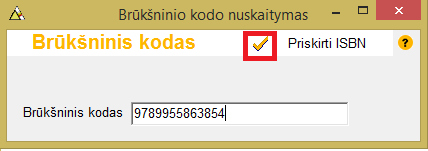 Brūkšninio kodo nuskaitymas
Brūkšninis kodas Priskirti ISBN ?
Brūkšninis kodas 9789955863854